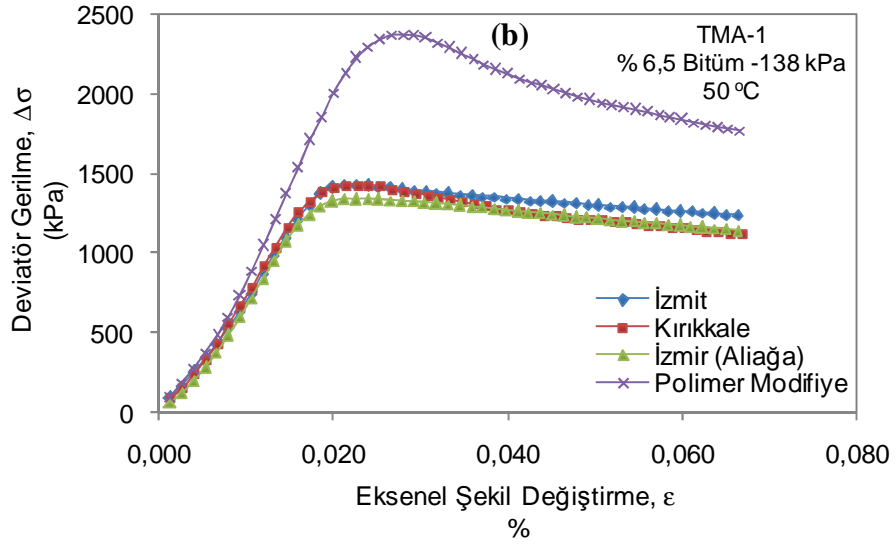 (b)
TMA-1
% 6,5 Bitüm -138 kPa
50 ºC
Deviatör Gerilme, Δσ
(kPa)
2500
2000
1500
1000
500
0
İzmit
Kırıkkale
İzmir (Aliağa)
Polimer Modifiye
0,000 0,020 0,040 0,060 0,080
Eksenel Şekil Değiştirme, ε
%